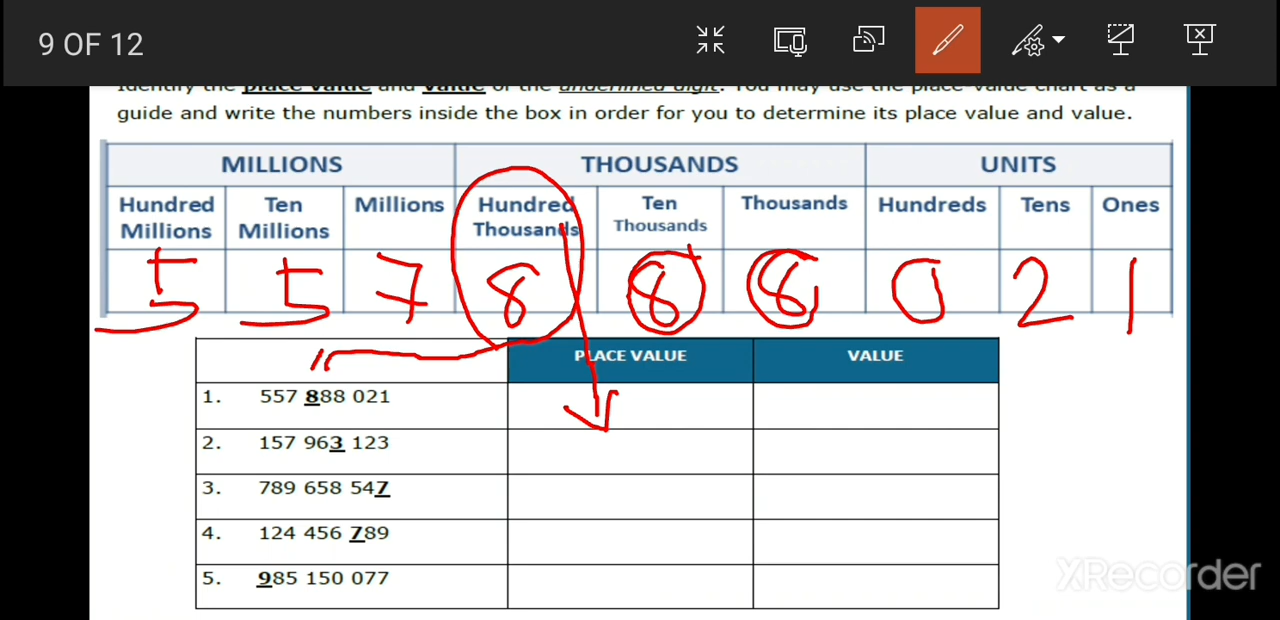 9 OF 12
Identify the place value and value of the underlined digit. You may use the place value chart as a
guide and write the numbers inside the box in order for you to determine its place value and value.
MILLIONS THOUSANDS UNITS
Hundred Millions Ten Millions Millions Hundred Thousands Ten Thousands Thousands Hundreds Tens Ones
5 5 7 8 8 8 0 2 1
PLACE VALUE VALUE
1. 557 888 021
2. 157 963 123
3. 789 658 547
4. 124 456 789
5. 985 150 077
XRecorder